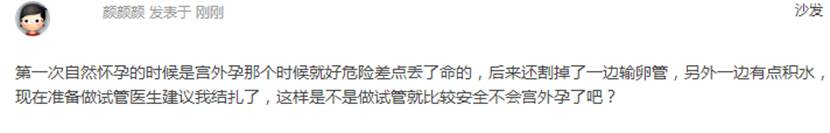 颜颜颜 发表于 刚刚
沙发
第一次自然怀孕的时候是宫外孕那个时候就好危险差点丢了命的，后来还割掉了一边输卵管，另外一边有点积水，
现在准备做试管医生建议我结扎了，这样是不是做试管就比较安全不会宫外孕了吧？